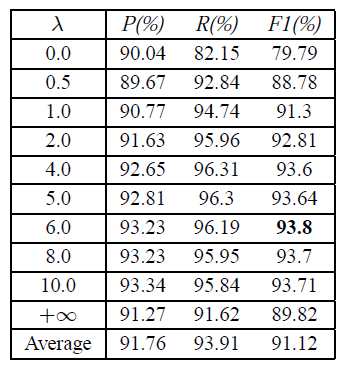 λ P(%) R(%) F1(%)
0.0 90.04 82.15 79.79
0.5 89.67 92.84 88.78
1.0 90.77 94.74 91.3
2.0 91.63 95.96 92.81
4.0 92.65 96.31 93.6
5.0 92.81 96.3 93.64
6.0 93.23 96.19 93.8
8.0 93.23 95.95 93.7
10.0 93.34 95.84 93.71
+∞ 91.27 91.62 89.82
Average 91.76 93.91 91.12